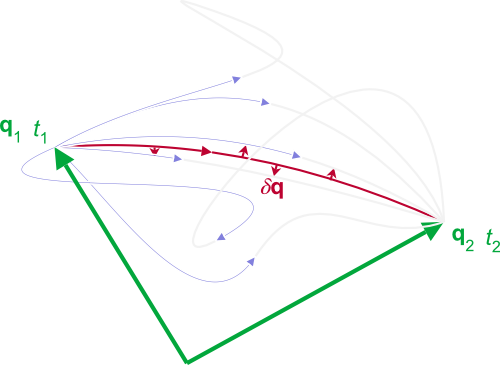 q₁ t₁
δq
q₂ t₂